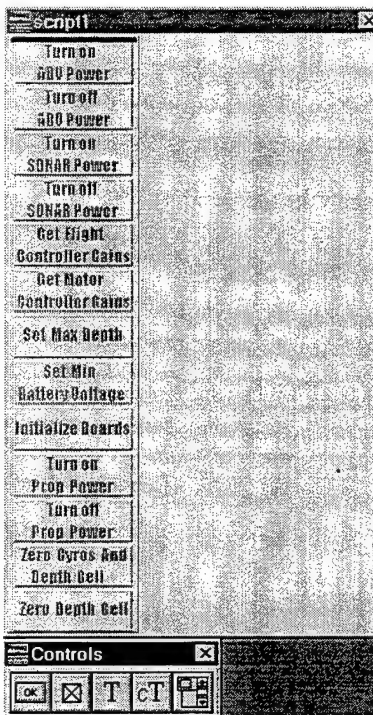 script1
Turn on
ADV Power
Turn off
Power
Turn on
SONAR Power
Turn off
SONAR Power
Get Flight
Controller Gains
Get Motor
Controller Gains
Set Max Depth
Set Min
Battery Voltage
Initialize Boards
Turn on
Prop Power
Turn off
Prop Power
Zero Gyros And
Depth Cell
Zero Depth Cell
Controls
OK
T
cT